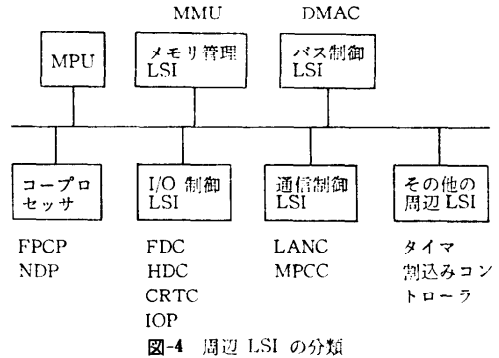 MMU
DMAC
MPU
メモリ管理
LSI
バス制御
LSI
コープロ
セッサ
I/O 制御
LSI
通信制御
LSI
その他の
周辺 LSI
FPCP
NDP
FDC
HDC
CRTC
IOP
LANC
MPCC
タイマ
割込みコン
トローラ
図-4 周辺 LSI の分類